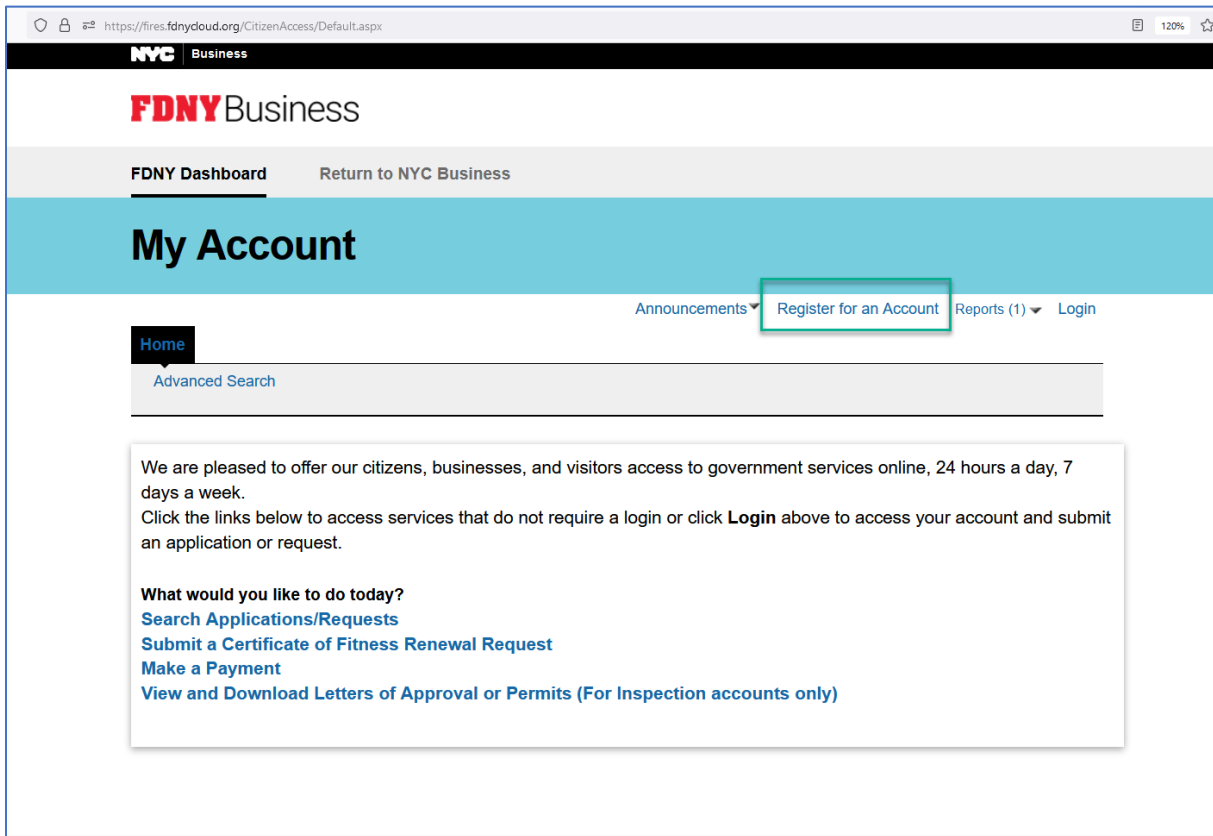 https://fires.fdnycloud.org/CitizenAccess/Default.aspx 120%
NYC Business
FDNY Business
FDNY Dashboard Return to NYC Business
My Account
Announcements Register for an Account Reports (1) Login
Home
Advanced Search
We are pleased to offer our citizens, businesses, and visitors access to government services online, 24 hours a day, 7
days a week.
Click the links below to access services that do not require a login or click Login above to access your account and submit
an application or request.
What would you like to do today?
Search Applications/Requests
Submit a Certificate of Fitness Renewal Request
Make a Payment
View and Download Letters of Approval or Permits (For Inspection accounts only)